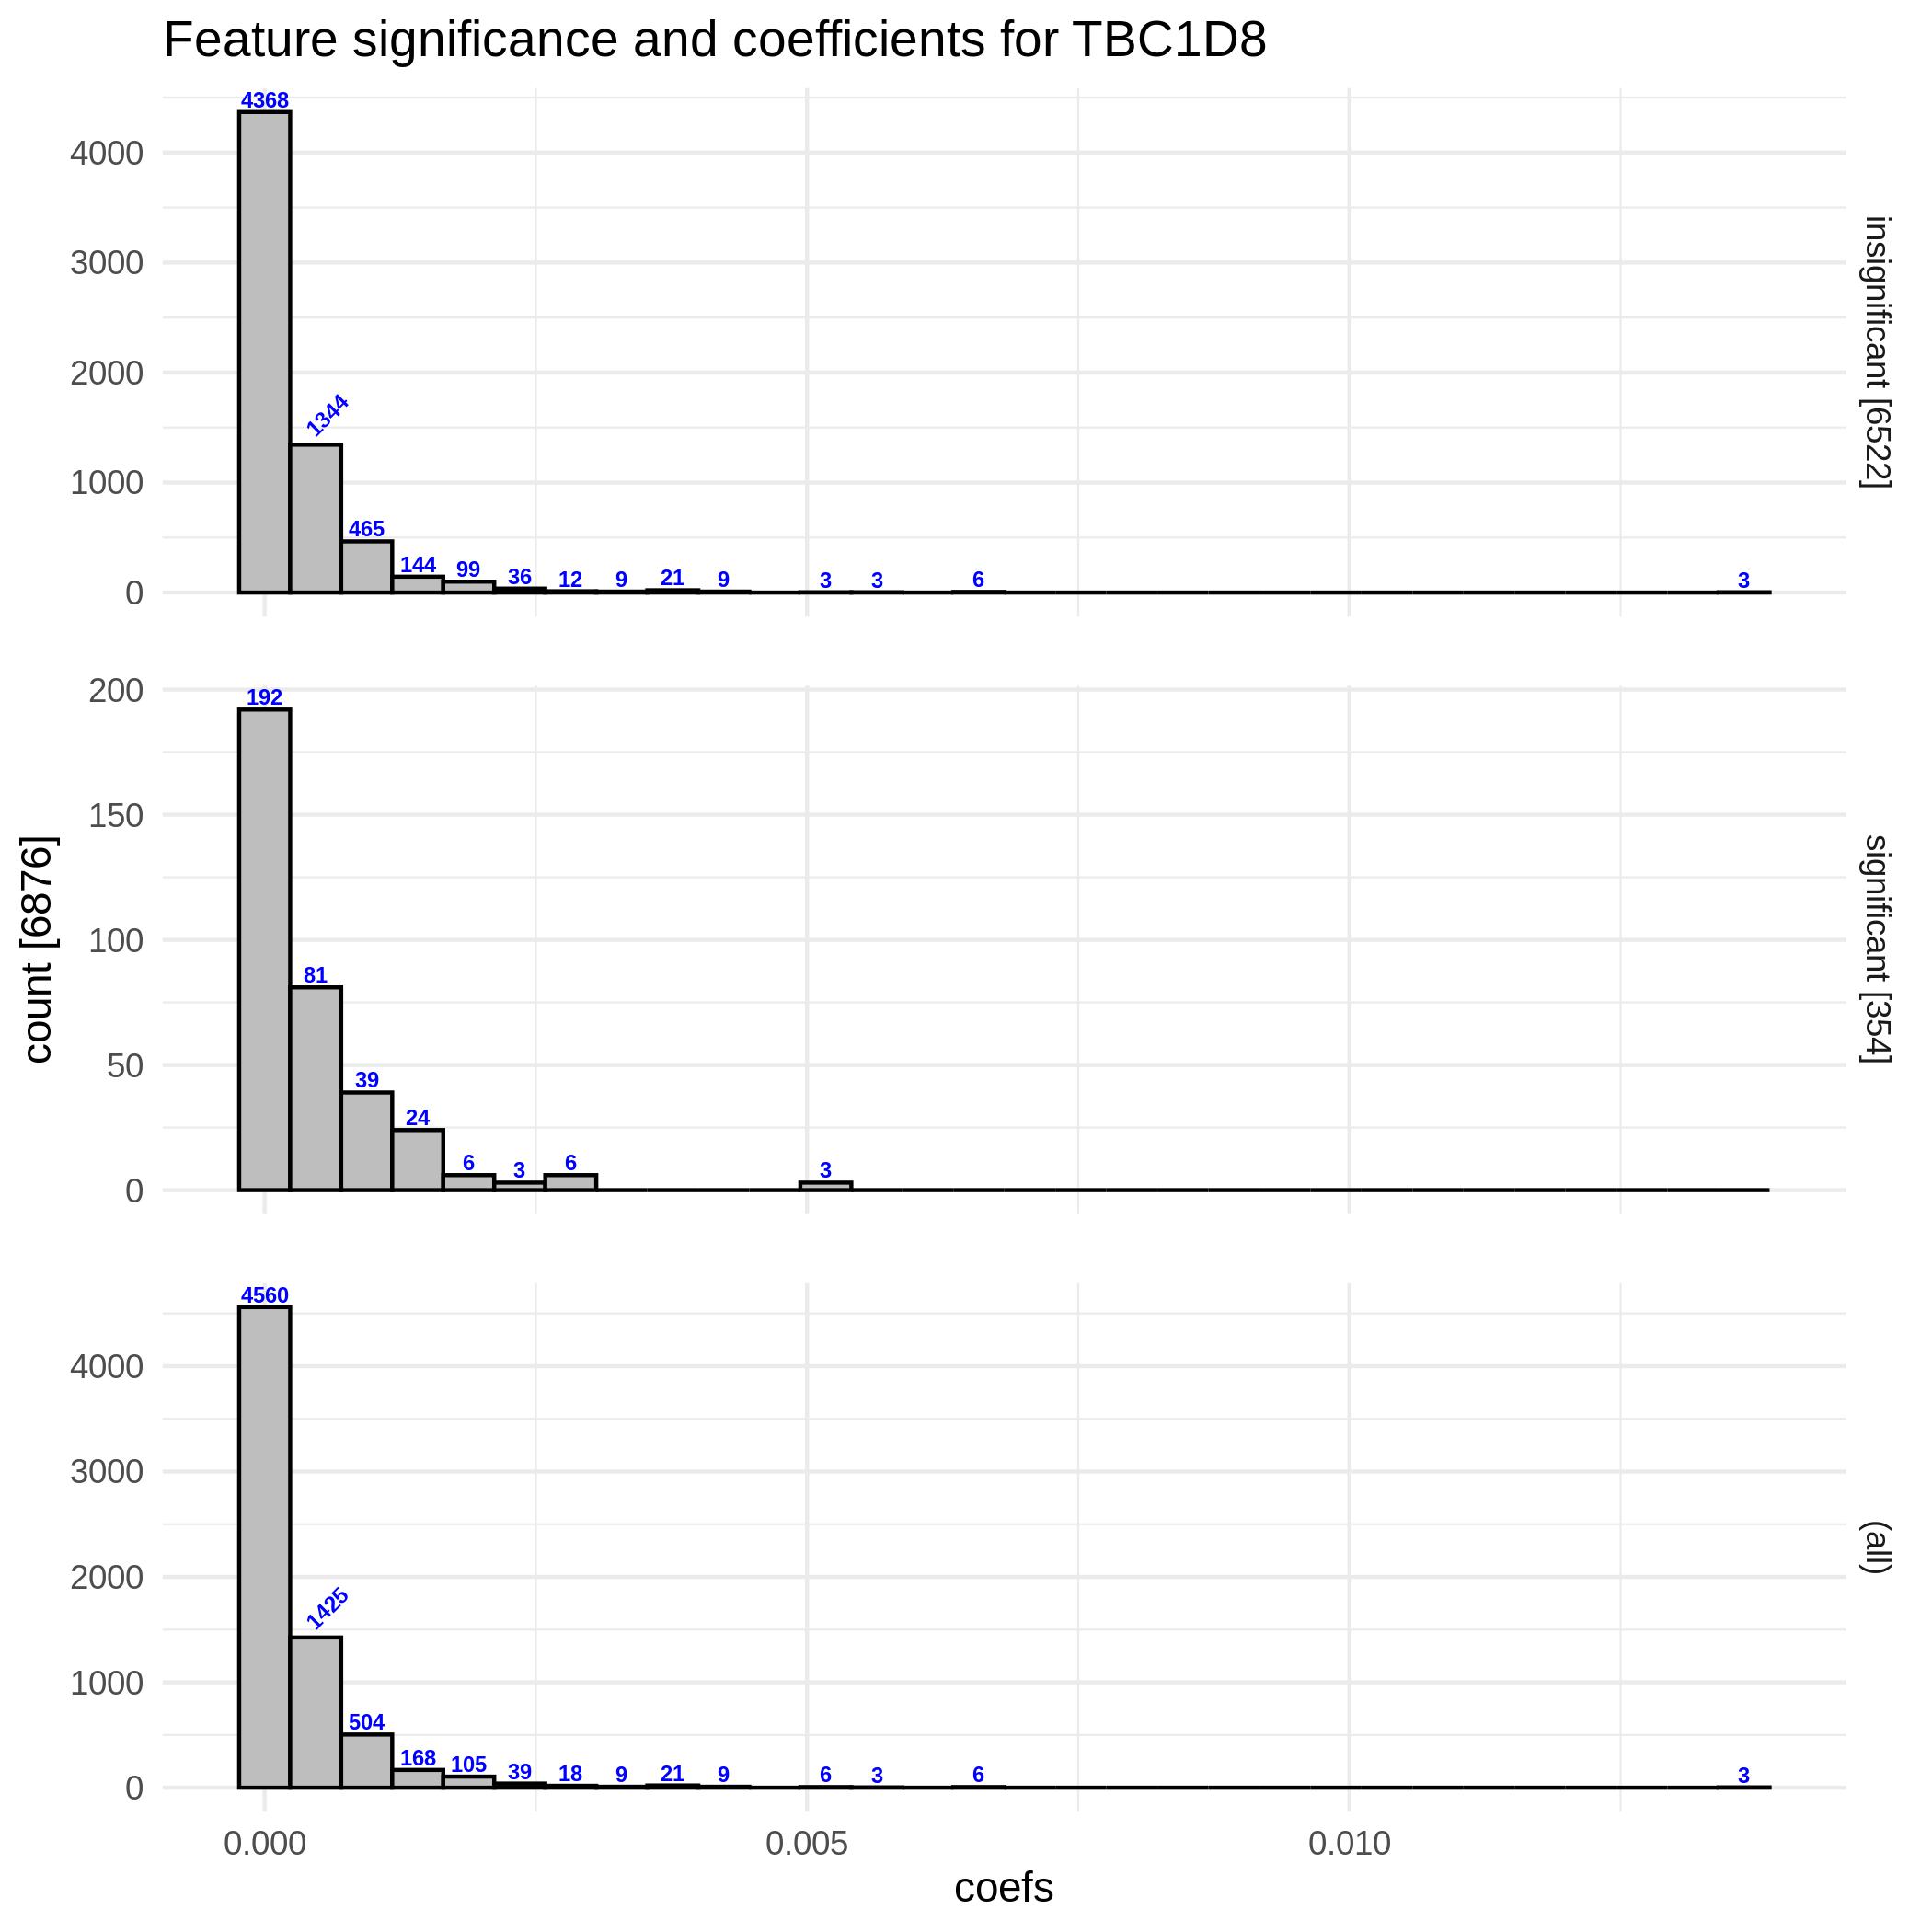 Feature significance and coefficients for TBC1D8
4368
4000
3000
2000
1344
1000
465
144 99 36 12 9 21 9 3 3 6 3
0
insignificant [6522]
200
192
150
100
81
50
39
24
6 3 6 3
0
significant [354]
count [6876]
4560
4000
3000
2000
1425
1000
504
168 105 39 18 9 21 9 6 3 6 3
0
(all)
0.000 0.005 0.010
coefs